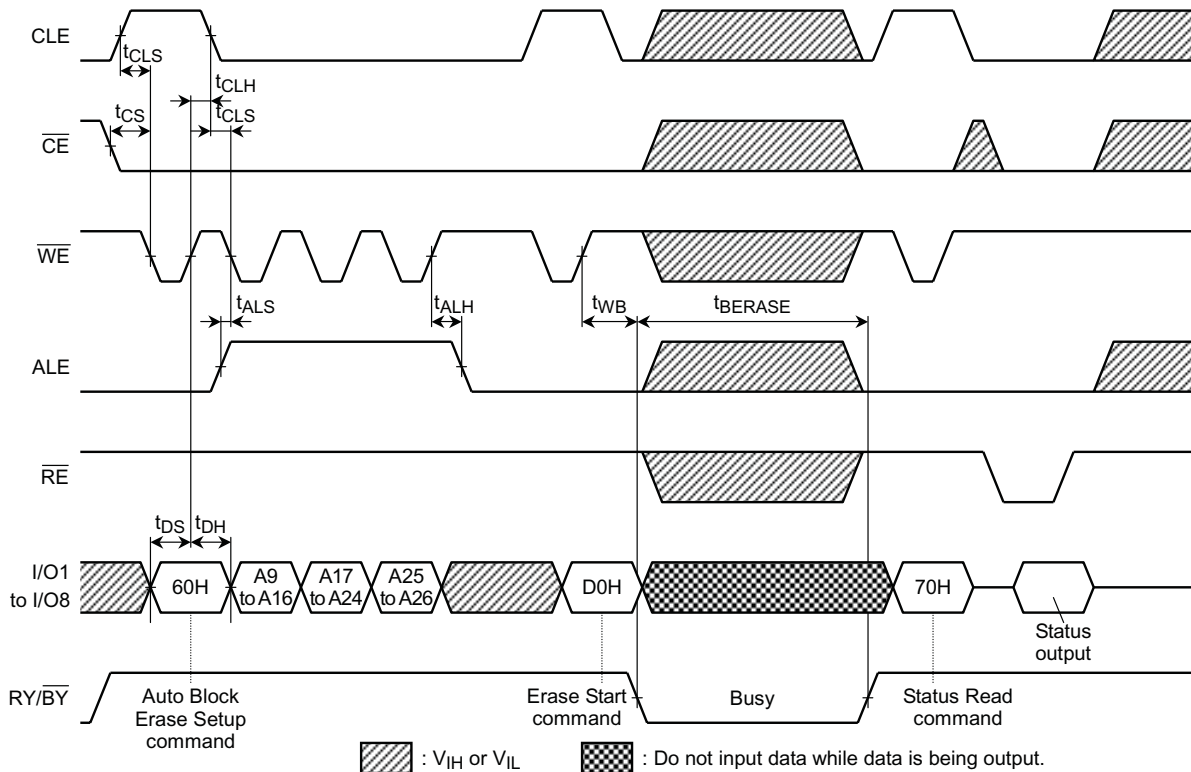 CLE
tCLS
tCLH
tCS
tCLS
CE
WE
tALS
tALH
tWB
tBERASE
ALE
RE
tDS
tDH
I/O1
to I/O8
60H
A9
to A16
A17
to A24
A25
to A26
D0H
70H
Status
output
RY/BY
Auto Block
Erase Setup
command
Erase Start
command
Busy
Status Read
command
: VIH or VIL
: Do not input data while data is being output.